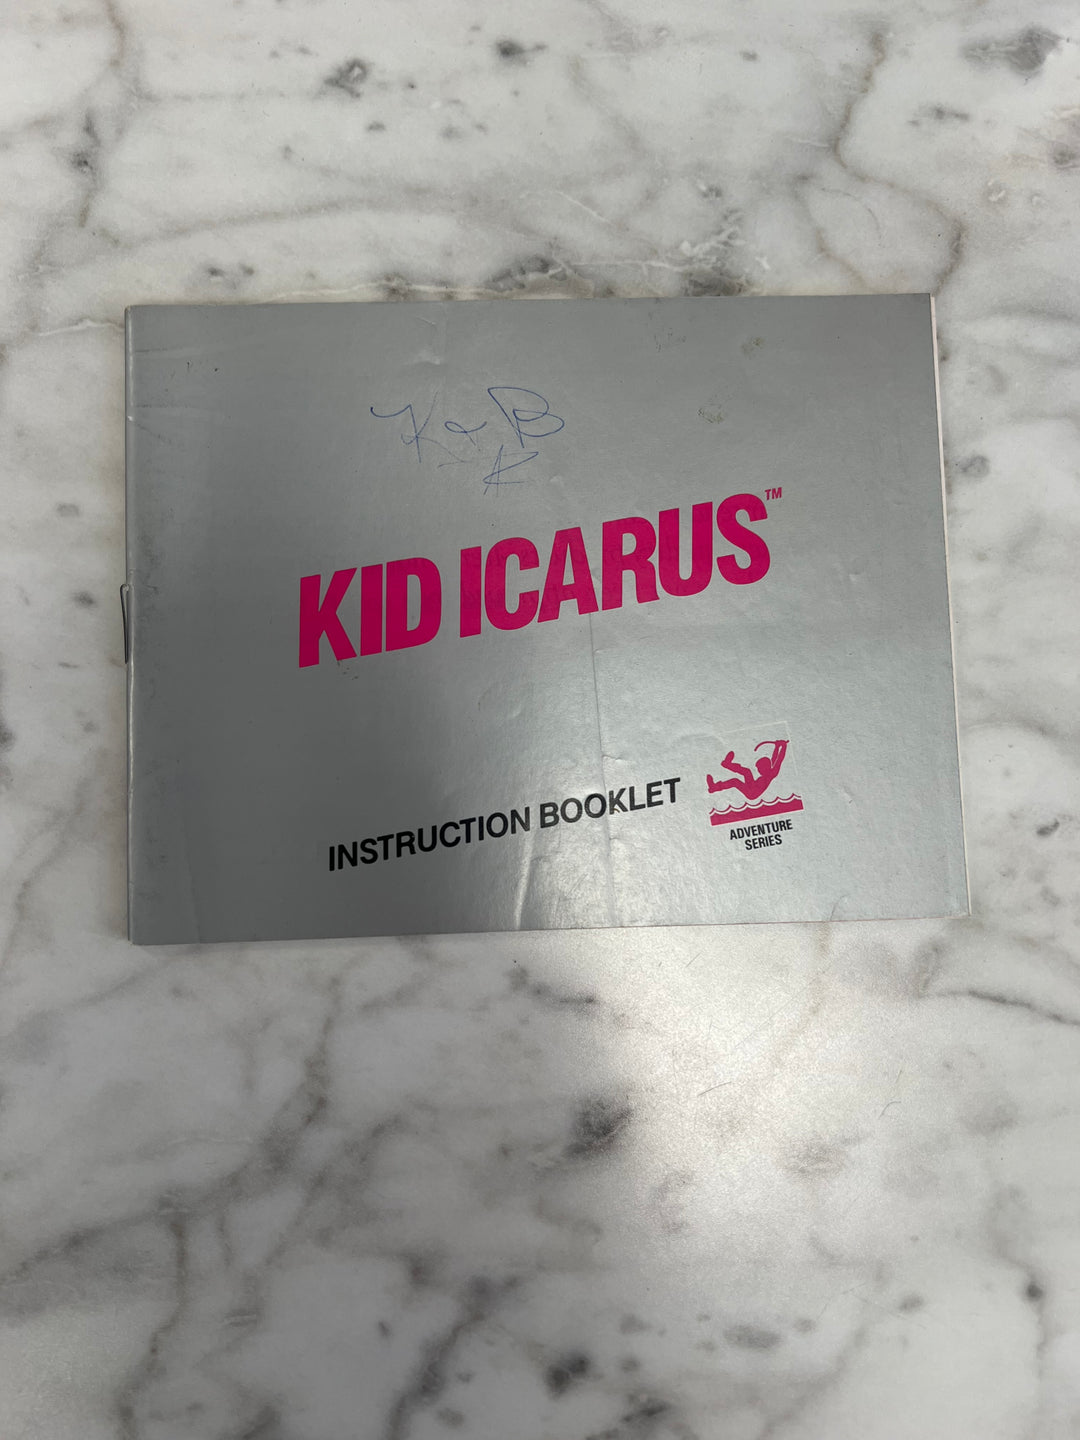 K & B
K
KID ICARUS™
INSTRUCTION BOOKLET
ADVENTURE
SERIES